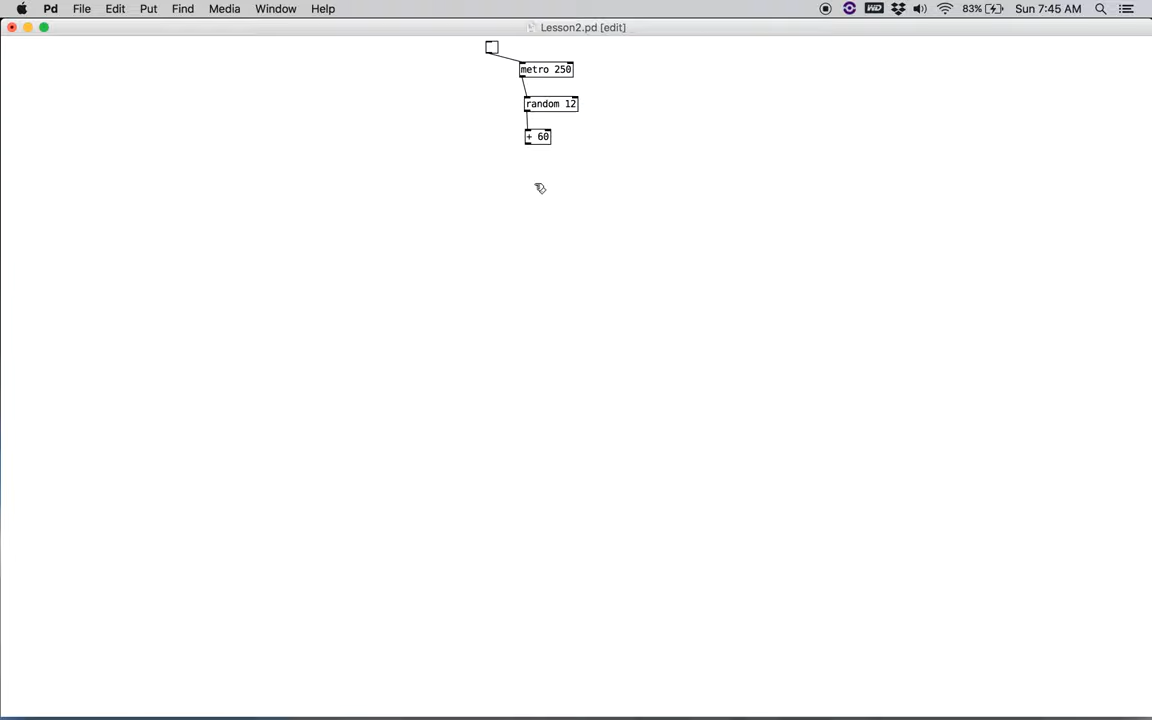 Pd File Edit Put Find Media Window Help WD 83% Sun 7:45 AM
Lesson2.pd [edit]
metro 250
random 12
+ 60